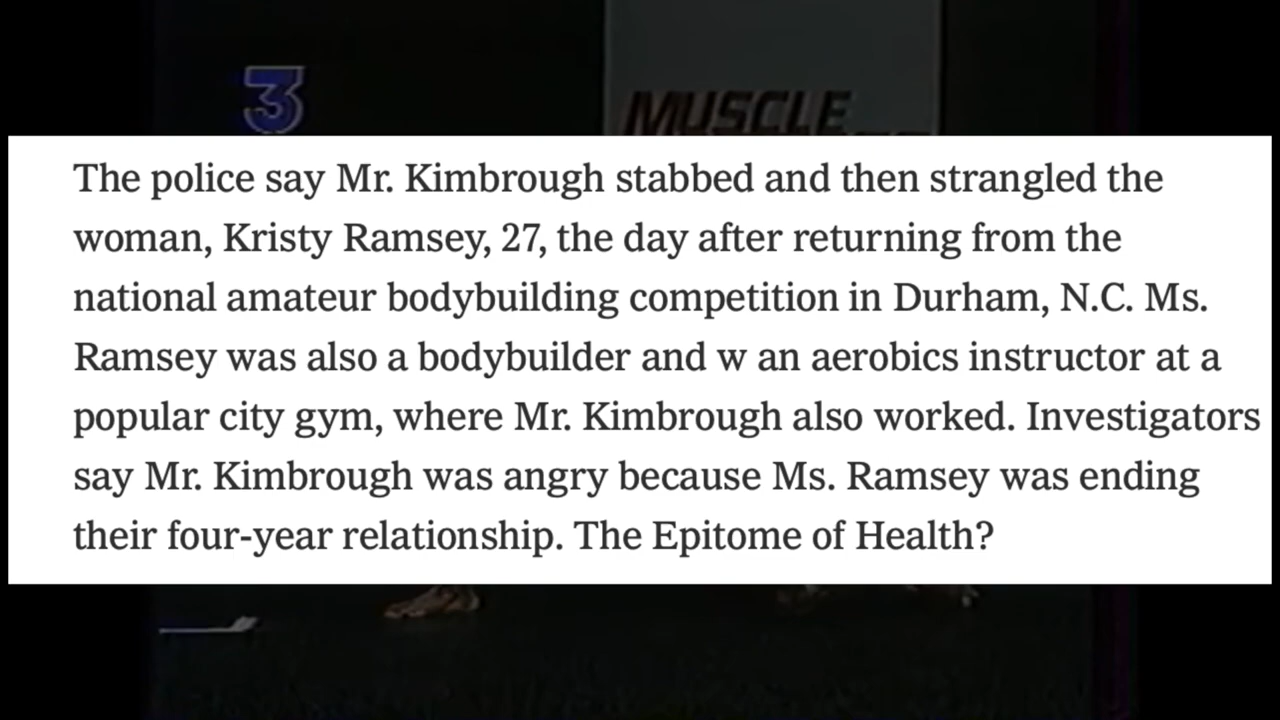 3
MUSCLE
The police say Mr. Kimbrough stabbed and then strangled the
woman, Kristy Ramsey, 27, the day after returning from the
national amateur bodybuilding competition in Durham, N.C. Ms.
Ramsey was also a bodybuilder and w an aerobics instructor at a
popular city gym, where Mr. Kimbrough also worked. Investigators
say Mr. Kimbrough was angry because Ms. Ramsey was ending
their four-year relationship. The Epitome of Health?